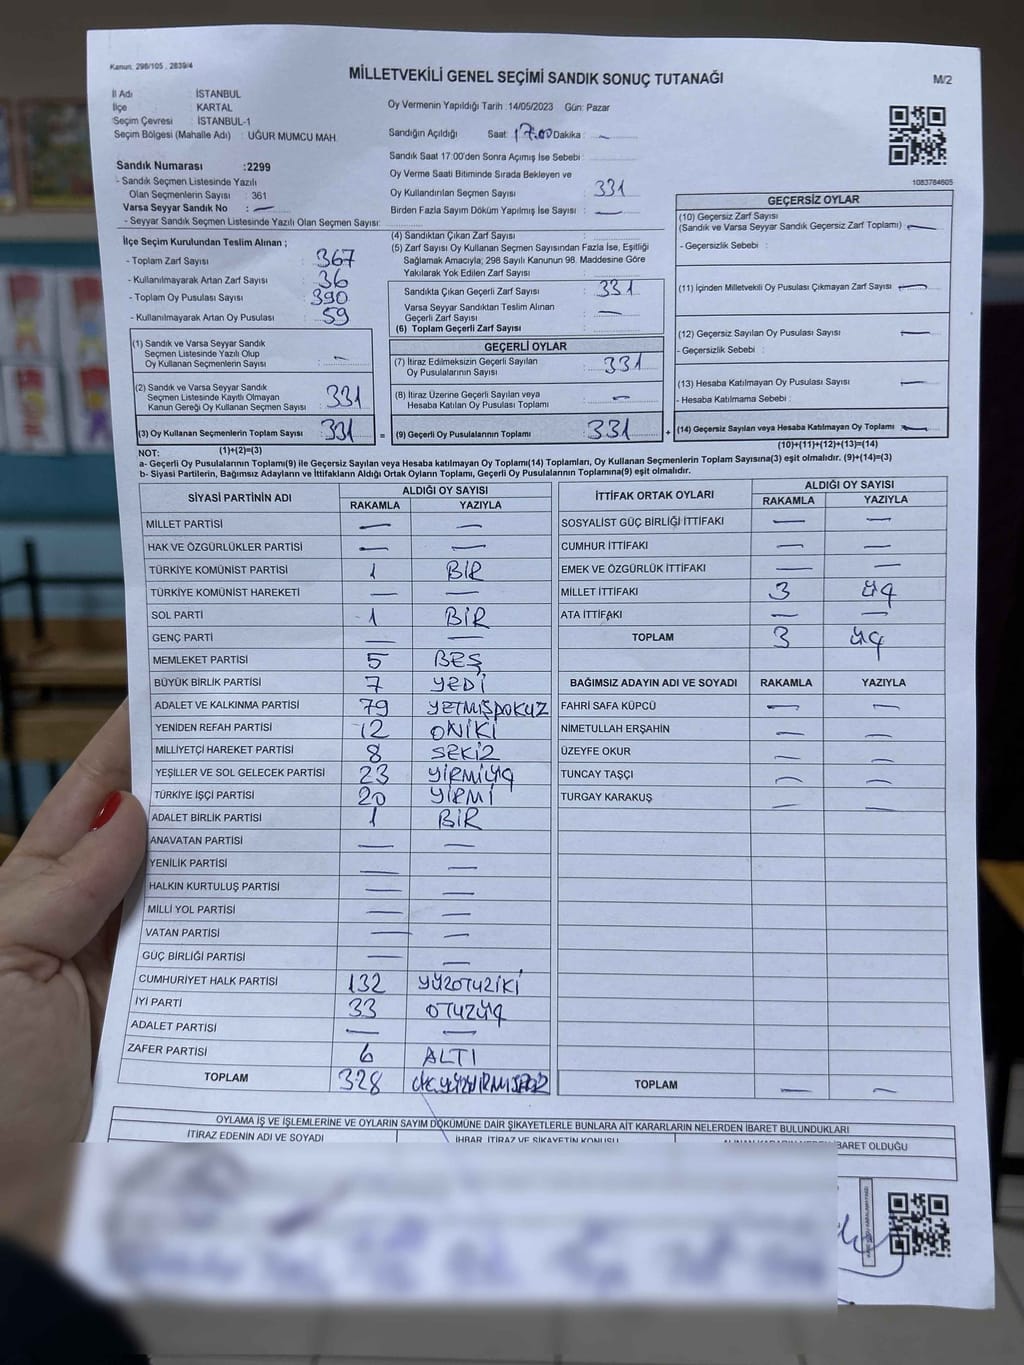 Kanun. 298/105 , 2839/4
MİLLETVEKİLİ GENEL SEÇİMİ SANDIK SONUÇ TUTANAĞI
M/2
İl Adı : İSTANBUL
İlçe : KARTAL
Seçim Çevresi : İSTANBUL-1
Seçim Bölgesi (Mahalle Adı) : UĞUR MUMCU MAH.
Sandık Numarası :2299
- Sandık Seçmen Listesinde Yazılı
Olan Seçmenlerin Sayısı : 361
Varsa Seyyar Sandık No : —
- Seyyar Sandık Seçmen Listesinde Yazılı Olan Seçmen Sayısı:
Oy Vermenin Yapıldığı Tarih :14/05/2023 Gün: Pazar
Sandığın Açıldığı Saat: 17.00 Dakika : —
Sandık Saat 17:00'den Sonra Açımış İse Sebebi :
Oy Verme Saati Bitiminde Sırada Bekleyen ve
Oy Kullandırılan Seçmen Sayısı : 331
Birden Fazla Sayım Döküm Yapılmış İse Sayısı : —
1083784605
İlçe Seçim Kurulundan Teslim Alınan ;
- Toplam Zarf Sayısı : 367
- Kullanılmayarak Artan Zarf Sayısı : 36
- Toplam Oy Pusulası Sayısı : 390
- Kullanılmayarak Artan Oy Pusulası : 59
(1) Sandık ve Varsa Seyyar Sandık
Seçmen Listesinde Yazılı Olup
Oy Kullanan Seçmenlerin Sayısı : —
(2) Sandık ve Varsa Seyyar Sandık
Seçmen Listesinde Kayıtlı Olmayan
Kanun Gereği Oy Kullanan Seçmen Sayısı : 331
(3) Oy Kullanan Seçmenlerin Toplam Sayısı : 331
(4) Sandıktan Çıkan Zarf Sayısı :
(5) Zarf Sayısı Oy Kullanan Seçmen Sayısından Fazla İse, Eşitliği
Sağlamak Amacıyla; 298 Sayılı Kanunun 98. Maddesine Göre
Yakılarak Yok Edilen Zarf Sayısı :
Sandıkta Çıkan Geçerli Zarf Sayısı : 331
Varsa Seyyar Sandıktan Teslim Alınan
Geçerli Zarf Sayısı : —
(6) Toplam Geçerli Zarf Sayısı :
GEÇERLİ OYLAR
(7) İtiraz Edilmeksizin Geçerli Sayılan
Oy Pusulalarının Sayısı : 331
(8) İtiraz Üzerine Geçerli Sayılan veya
Hesaba Katılan Oy Pusulası Toplamı : —
= (9) Geçerli Oy Pusulalarının Toplamı : 331 +
GEÇERSİZ OYLAR
(10) Geçersiz Zarf Sayısı
(Sandık ve Varsa Seyyar Sandık Geçersiz Zarf Toplamı) : —
- Geçersizlik Sebebi :
(11) İçinden Milletvekili Oy Pusulası Çıkmayan Zarf Sayısı : —
(12) Geçersiz Sayılan Oy Pusulası Sayısı : —
- Geçersizlik Sebebi :
(13) Hesaba Katılmayan Oy Pusulası Sayısı : —
- Hesaba Katılmama Sebebi :
(14) Geçersiz Sayılan veya Hesaba Katılmayan Oy Toplamı : —
NOT: (1)+(2)=(3)
(10)+(11)+(12)+(13)=(14)
a- Geçerli Oy Pusulasının Toplamı(9) ile Geçersiz Sayılan veya Hesaba katılmayan Oy Toplamı(14) Toplamları, Oy Kullanan Seçmenlerin Toplam Sayısına(3) eşit olmalıdır. (9)+(14)=(3)
b- Siyasi Partilerin, Bağımsız Adayların ve İttifakların Aldığı Ortak Oyların Toplamı, Geçerli Oy Pusulalarının Toplamına(9) eşit olmalıdır.
SİYASİ PARTİNİN ADI ALDIĞI OY SAYISI
RAKAMLA YAZIYLA
MİLLET PARTİSİ — —
HAK VE ÖZGÜRLÜKLER PARTİSİ — —
TÜRKİYE KOMÜNİST PARTİSİ 1 BİR
TÜRKİYE KOMÜNİST HAREKETİ — —
SOL PARTİ 1 BİR
GENÇ PARTİ — —
MEMLEKET PARTİSİ 5 BEŞ
BÜYÜK BİRLİK PARTİSİ 7 YEDİ
ADALET VE KALKINMA PARTİSİ 79 YETMİŞDOKUZ
YENİDEN REFAH PARTİSİ 12 ONİKİ
MİLLİYETÇİ HAREKET PARTİSİ 8 SEKİZ
YEŞİLLER VE SOL GELECEK PARTİSİ 23 YİRMİÜÇ
TÜRKİYE İŞÇİ PARTİSİ 20 YİRMİ
ADALET BİRLİK PARTİSİ 1 BİR
ANAVATAN PARTİSİ — —
YENİLİK PARTİSİ — —
HALKIN KURTULUŞ PARTİSİ — —
MİLLİ YOL PARTİSİ — —
VATAN PARTİSİ — —
GÜÇ BİRLİĞİ PARTİSİ — —
CUMHURİYET HALK PARTİSİ 132 YÜZOTUZİKİ
İYİ PARTİ 33 OTUZÜÇ
ADALET PARTİSİ — —
ZAFER PARTİSİ 6 ALTI
TOPLAM 328
İTTİFAK ORTAK OYLARI ALDIĞI OY SAYISI
RAKAMLA YAZIYLA
SOSYALİST GÜÇ BİRLİĞİ İTTİFAKI — —
CUMHUR İTTİFAKI — —
EMEK VE ÖZGÜRLÜK İTTİFAKI — —
MİLLET İTTİFAKI 3 üç
ATA İTTİFAKI — —
TOPLAM 3 üç
BAĞIMSIZ ADAYIN ADI VE SOYADI RAKAMLA YAZIYLA
FAHRİ SAFA KÜPCÜ — —
NİMETULLAH ERŞAHİN — —
ÜZEYFE OKUR — —
TUNCAY TAŞÇI — —
TURGAY KARAKUŞ — —
TOPLAM — —
OYLAMA İŞ VE İŞLEMLERİNE VE OYLARIN SAYIM DÖKÜMÜNE DAİR ŞİKAYETLERLE BUNLARA AİT KARARLARIN NELERDEN İBARET BULUNDUKLARI
İTİRAZ EDENİN ADI VE SOYADI
İHBAR, İTİRAZ VE ŞİKAYETİN KONUSU
İBARET OLDUĞU